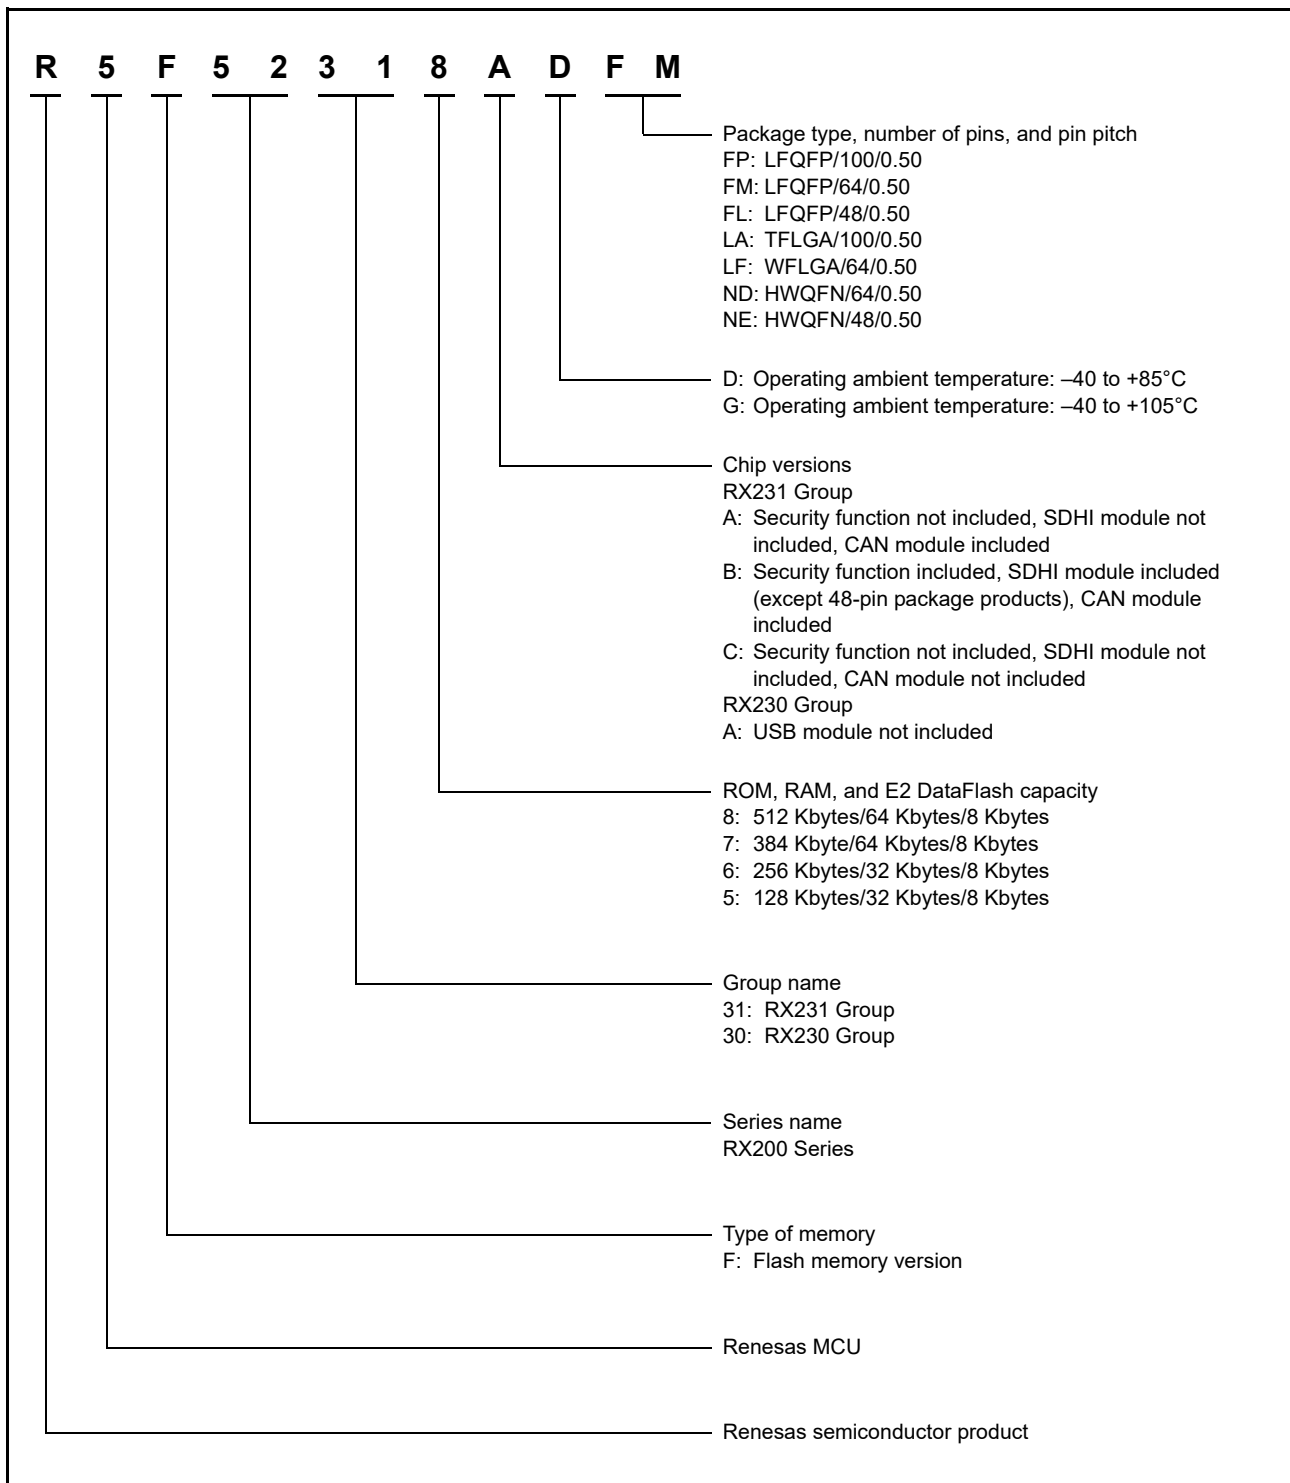 R 5 F 5 2 3 1 8 A D F M
Package type, number of pins, and pin pitch
FP: LFQFP/100/0.50
FM: LFQFP/64/0.50
FL: LFQFP/48/0.50
LA: TFLGA/100/0.50
LF: WFLGA/64/0.50
ND: HWQFN/64/0.50
NE: HWQFN/48/0.50
D: Operating ambient temperature: –40 to +85°C
G: Operating ambient temperature: –40 to +105°C
Chip versions
RX231 Group
A: Security function not included, SDHI module not
included, CAN module included
B: Security function included, SDHI module included
(except 48-pin package products), CAN module
included
C: Security function not included, SDHI module not
included, CAN module not included
RX230 Group
A: USB module not included
ROM, RAM, and E2 DataFlash capacity
8: 512 Kbytes/64 Kbytes/8 Kbytes
7: 384 Kbyte/64 Kbytes/8 Kbytes
6: 256 Kbytes/32 Kbytes/8 Kbytes
5: 128 Kbytes/32 Kbytes/8 Kbytes
Group name
31: RX231 Group
30: RX230 Group
Series name
RX200 Series
Type of memory
F: Flash memory version
Renesas MCU
Renesas semiconductor product